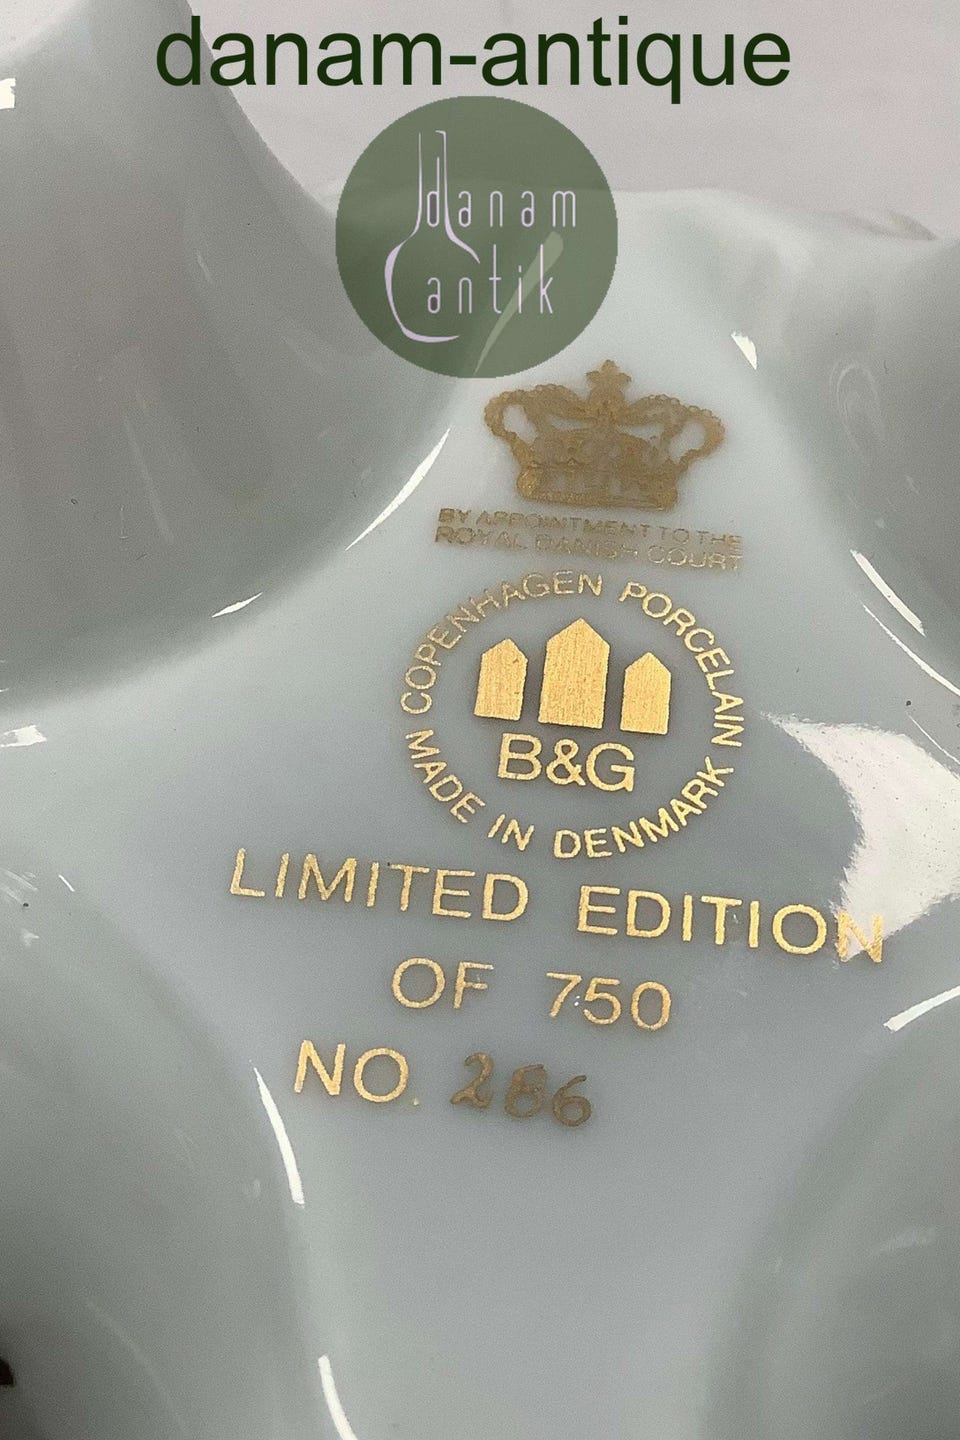 danam-antique
danam
antik
BY APPOINTMENT TO THE
ROYAL DANISH COURT
COPENHAGEN PORCELAIN
B&G
MADE IN DENMARK
LIMITED EDITION
OF 750
NO. 286